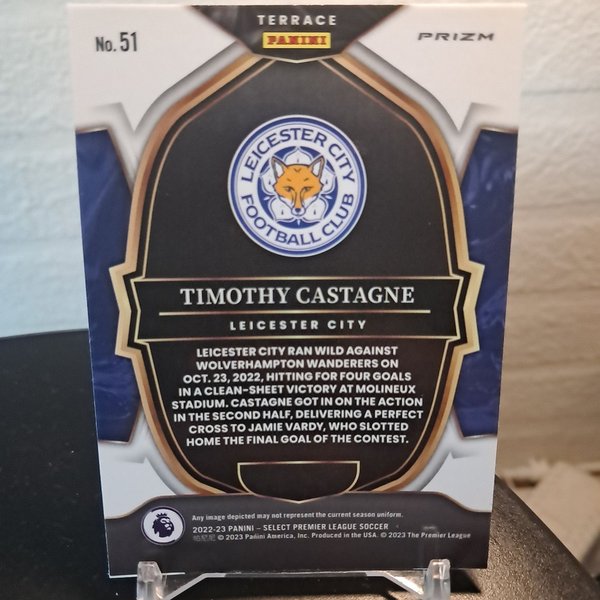 TERRACE
No. 51
PANINI
PRIZM
LEICESTER CITY
FOOTBALL CLUB
TIMOTHY CASTAGNE
LEICESTER CITY
LEICESTER CITY RAN WILD AGAINST
WOLVERHAMPTON WANDERERS ON
OCT. 23, 2022, HITTING FOR FOUR GOALS
IN A CLEAN-SHEET VICTORY AT MOLINEUX
STADIUM. CASTAGNE GOT IN ON THE ACTION
IN THE SECOND HALF, DELIVERING A PERFECT
CROSS TO JAMIE VARDY, WHO SLOTTED
HOME THE FINAL GOAL OF THE CONTEST.
Any image depicted may not represent the current season uniform.
2022-23 PANINI – SELECT PREMIER LEAGUE SOCCER
© 2023 Panini America, Inc. Produced in the USA. © 2023 The Premier League